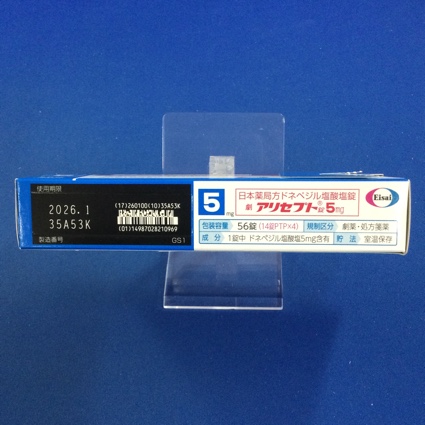 使用期限
2026.1
35A53K
製造番号
(17)260100(10)35A53K
(01)14987028210969
GS1
5mg
日本薬局方ドネペジル塩酸塩錠
劇 アリセプト錠5mg
Eisai
包装容量 56錠 (14錠PTP×4) 規制区分 劇薬・処方箋薬
成分 1錠中 ドネペジル塩酸塩5mg含有 貯法 室温保存